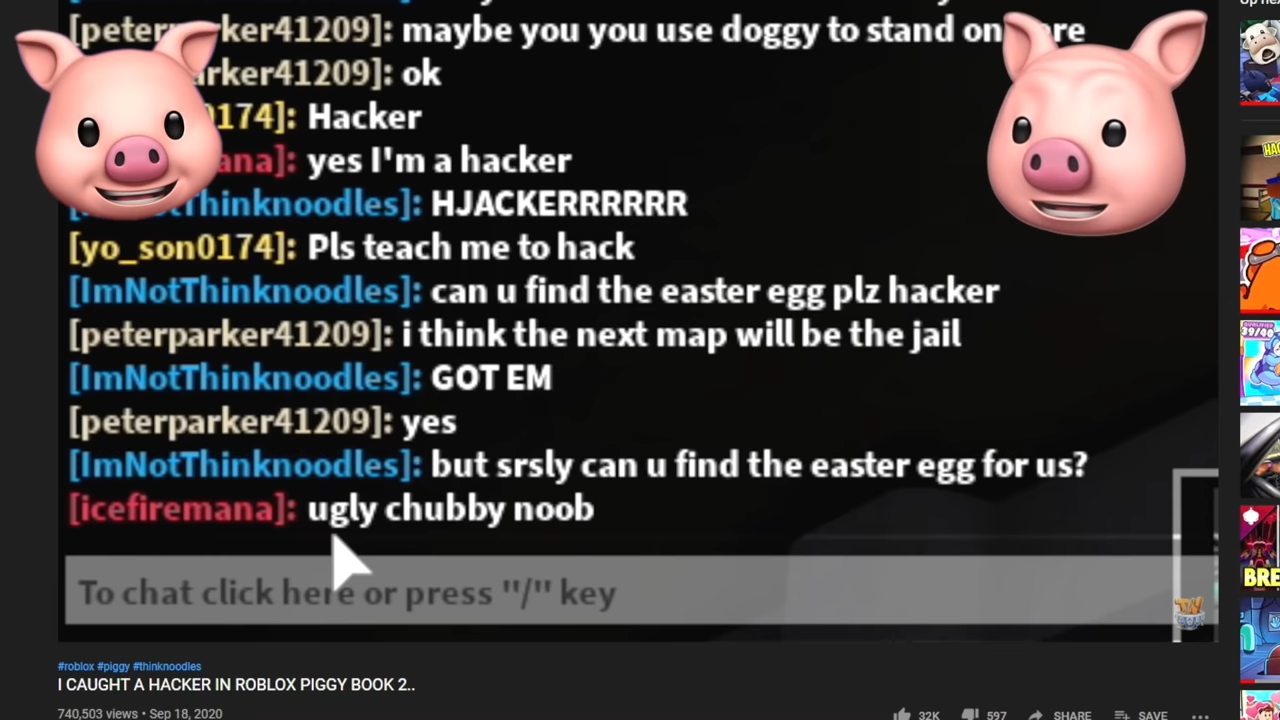 [peter ker41209]: maybe you you use doggy to stand on re
rker41209]: ok
0174]: Hacker
ana]: yes I'm a hacker
Thinknoodles]: HJACKERRRRRR
[yo_son0174]: Pls teach me to hack
[ImNotThinknoodles]: can u find the easter egg plz hacker
[peterparker41209]: i think the next map will be the jail
[ImNotThinknoodles]: GOT EM
[peterparker41209]: yes
[ImNotThinknoodles]: but srsly can u find the easter egg for us?
[icefiremana]: ugly chubby noob
To chat click here or press "/" key
#roblox #piggy #thinknoodles
I CAUGHT A HACKER IN ROBLOX PIGGY BOOK 2..
740,503 views • Sep 18, 2020
32K 597 SHARE SAVE ...
39/40
BRE